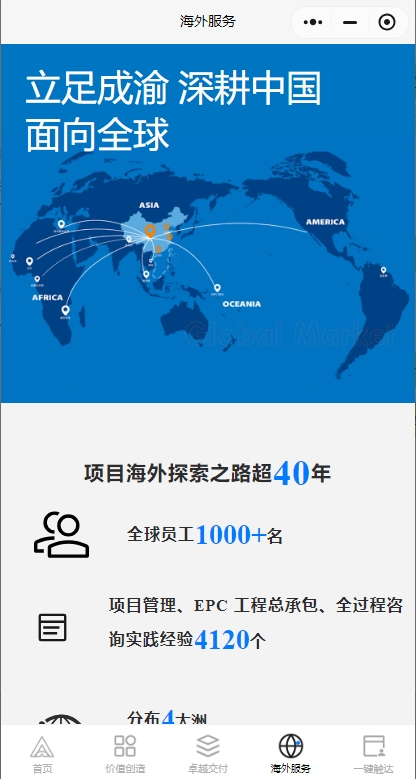 海外服务
立足成渝 深耕中国
面向全球
ASIA
AMERICA
AFRICA
OCEANIA
Global Market
项目海外探索之路超40年
全球员工1000+名
项目管理、EPC 工程总承包、全过程咨
询实践经验4120个
分布4大洲
首页
价值创造
卓越交付
海外服务
一键触达